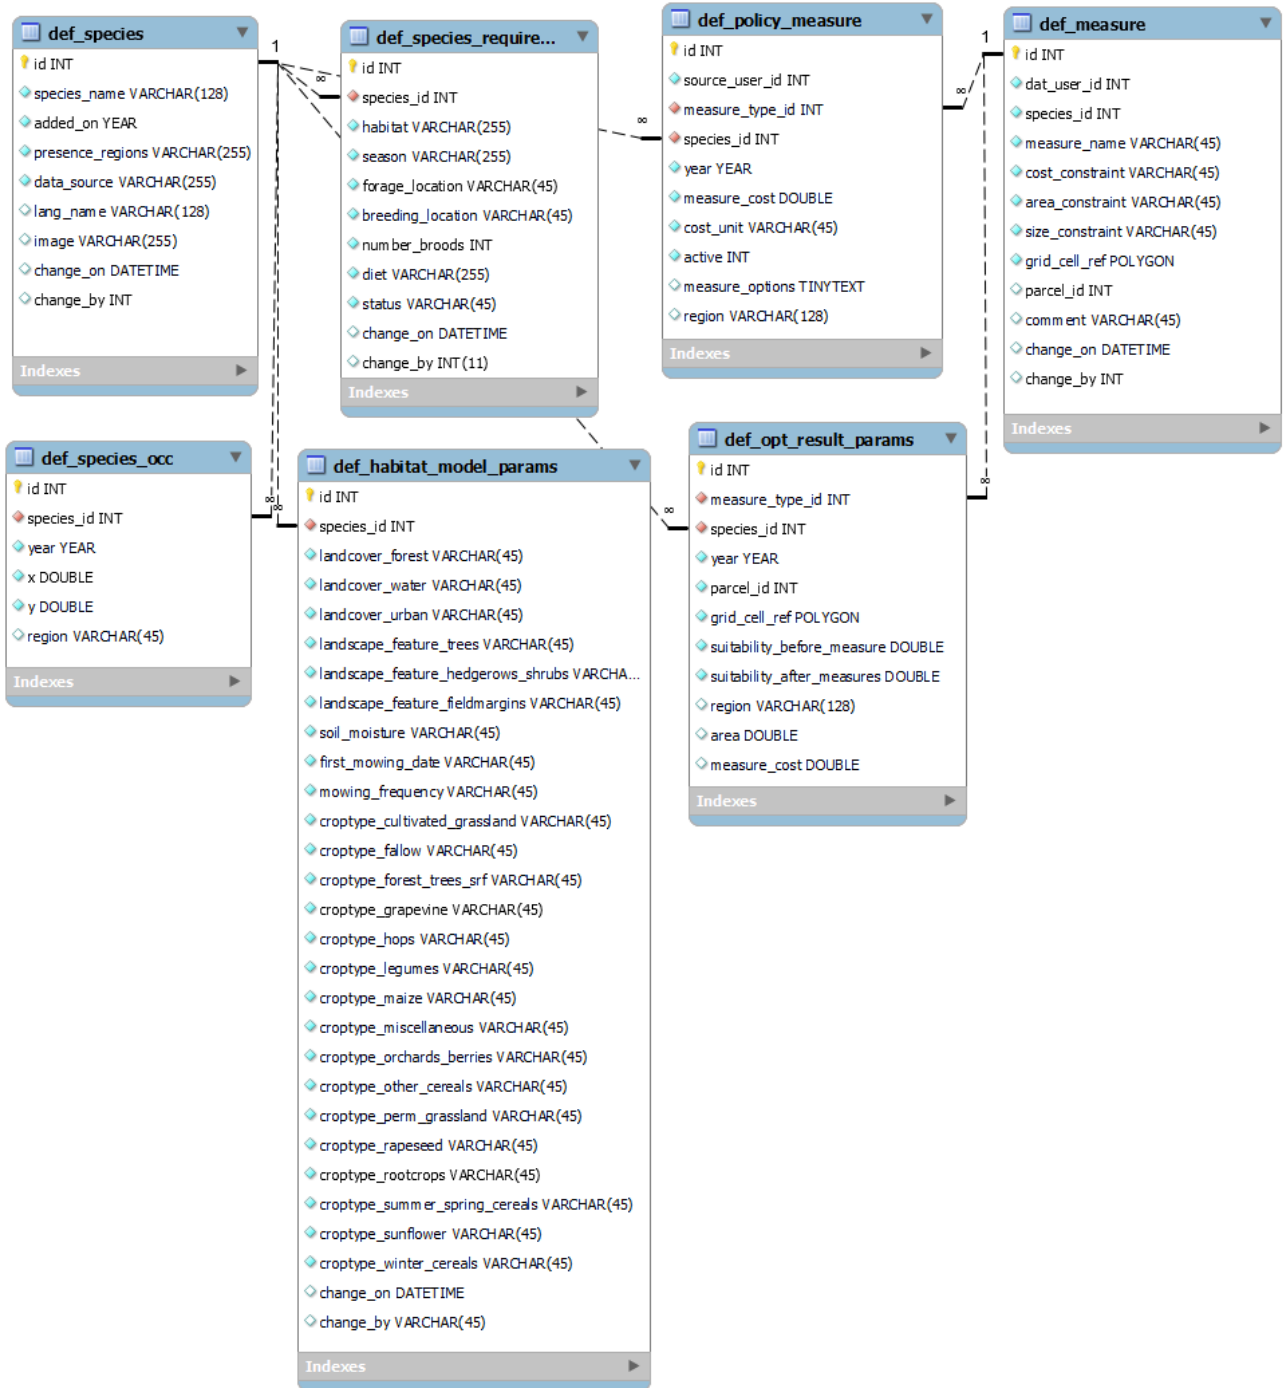 def_species
id INT
species_name VARCHAR(128)
added_on YEAR
presence_regions VARCHAR(255)
data_source VARCHAR(255)
lang_name VARCHAR(128)
image VARCHAR(255)
change_on DATETIME
change_by INT
Indexes
1
∞
def_species_require...
id INT
species_id INT
habitat VARCHAR(255)
season VARCHAR(255)
forage_location VARCHAR(45)
breeding_location VARCHAR(45)
number_broods INT
diet VARCHAR(255)
status VARCHAR(45)
change_on DATETIME
change_by INT(11)
Indexes
∞
def_policy_measure
id INT
source_user_id INT
measure_type_id INT
species_id INT
year YEAR
measure_cost DOUBLE
cost_unit VARCHAR(45)
active INT
measure_options TINYTEXT
region VARCHAR(128)
Indexes
∞
1
def_measure
id INT
dat_user_id INT
species_id INT
measure_name VARCHAR(45)
cost_constraint VARCHAR(45)
area_constraint VARCHAR(45)
size_constraint VARCHAR(45)
grid_cell_ref POLYGON
parcel_id INT
comment VARCHAR(45)
change_on DATETIME
change_by INT
Indexes
def_species_occ
id INT
species_id INT
year YEAR
x DOUBLE
y DOUBLE
region VARCHAR(45)
Indexes
∞
∞
def_habitat_model_params
id INT
species_id INT
landcover_forest VARCHAR(45)
landcover_water VARCHAR(45)
landcover_urban VARCHAR(45)
landscape_feature_trees VARCHAR(45)
landscape_feature_hedgerows_shrubs VARCHA...
landscape_feature_fieldmargins VARCHAR(45)
soil_moisture VARCHAR(45)
first_mowing_date VARCHAR(45)
mowing_frequency VARCHAR(45)
croptype_cultivated_grassland VARCHAR(45)
croptype_fallow VARCHAR(45)
croptype_forest_trees_srf VARCHAR(45)
croptype_grapevine VARCHAR(45)
croptype_hops VARCHAR(45)
croptype_legumes VARCHAR(45)
croptype_maize VARCHAR(45)
croptype_miscellaneous VARCHAR(45)
croptype_orchards_berries VARCHAR(45)
croptype_other_cereals VARCHAR(45)
croptype_perm_grassland VARCHAR(45)
croptype_rapeseed VARCHAR(45)
croptype_rootcrops VARCHAR(45)
croptype_summer_spring_cereals VARCHAR(45)
croptype_sunflower VARCHAR(45)
croptype_winter_cereals VARCHAR(45)
change_on DATETIME
change_by VARCHAR(45)
Indexes
∞
def_opt_result_params
id INT
measure_type_id INT
species_id INT
year YEAR
parcel_id INT
grid_cell_ref POLYGON
suitability_before_measure DOUBLE
suitability_after_measures DOUBLE
region VARCHAR(128)
area DOUBLE
measure_cost DOUBLE
Indexes
∞